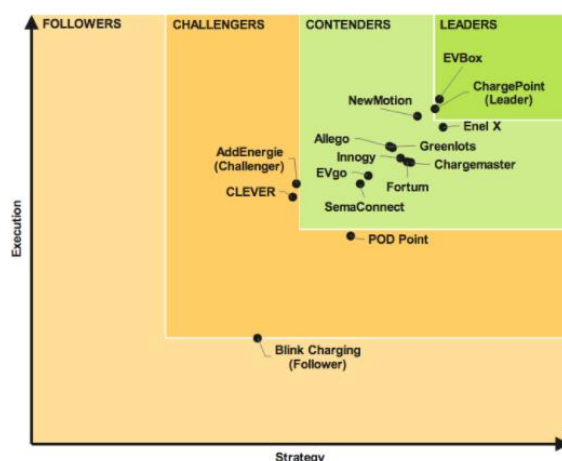 FOLLOWERS
CHALLENGERS
CONTENDERS
LEADERS
EVBox
ChargePoint
(Leader)
NewMotion
Enel X
Allego
Greenlots
Innogy
Chargemaster
AddEnergie
(Challenger)
EVgo
Fortum
CLEVER
SemaConnect
POD Point
Execution
Blink Charging
(Follower)
Strategy